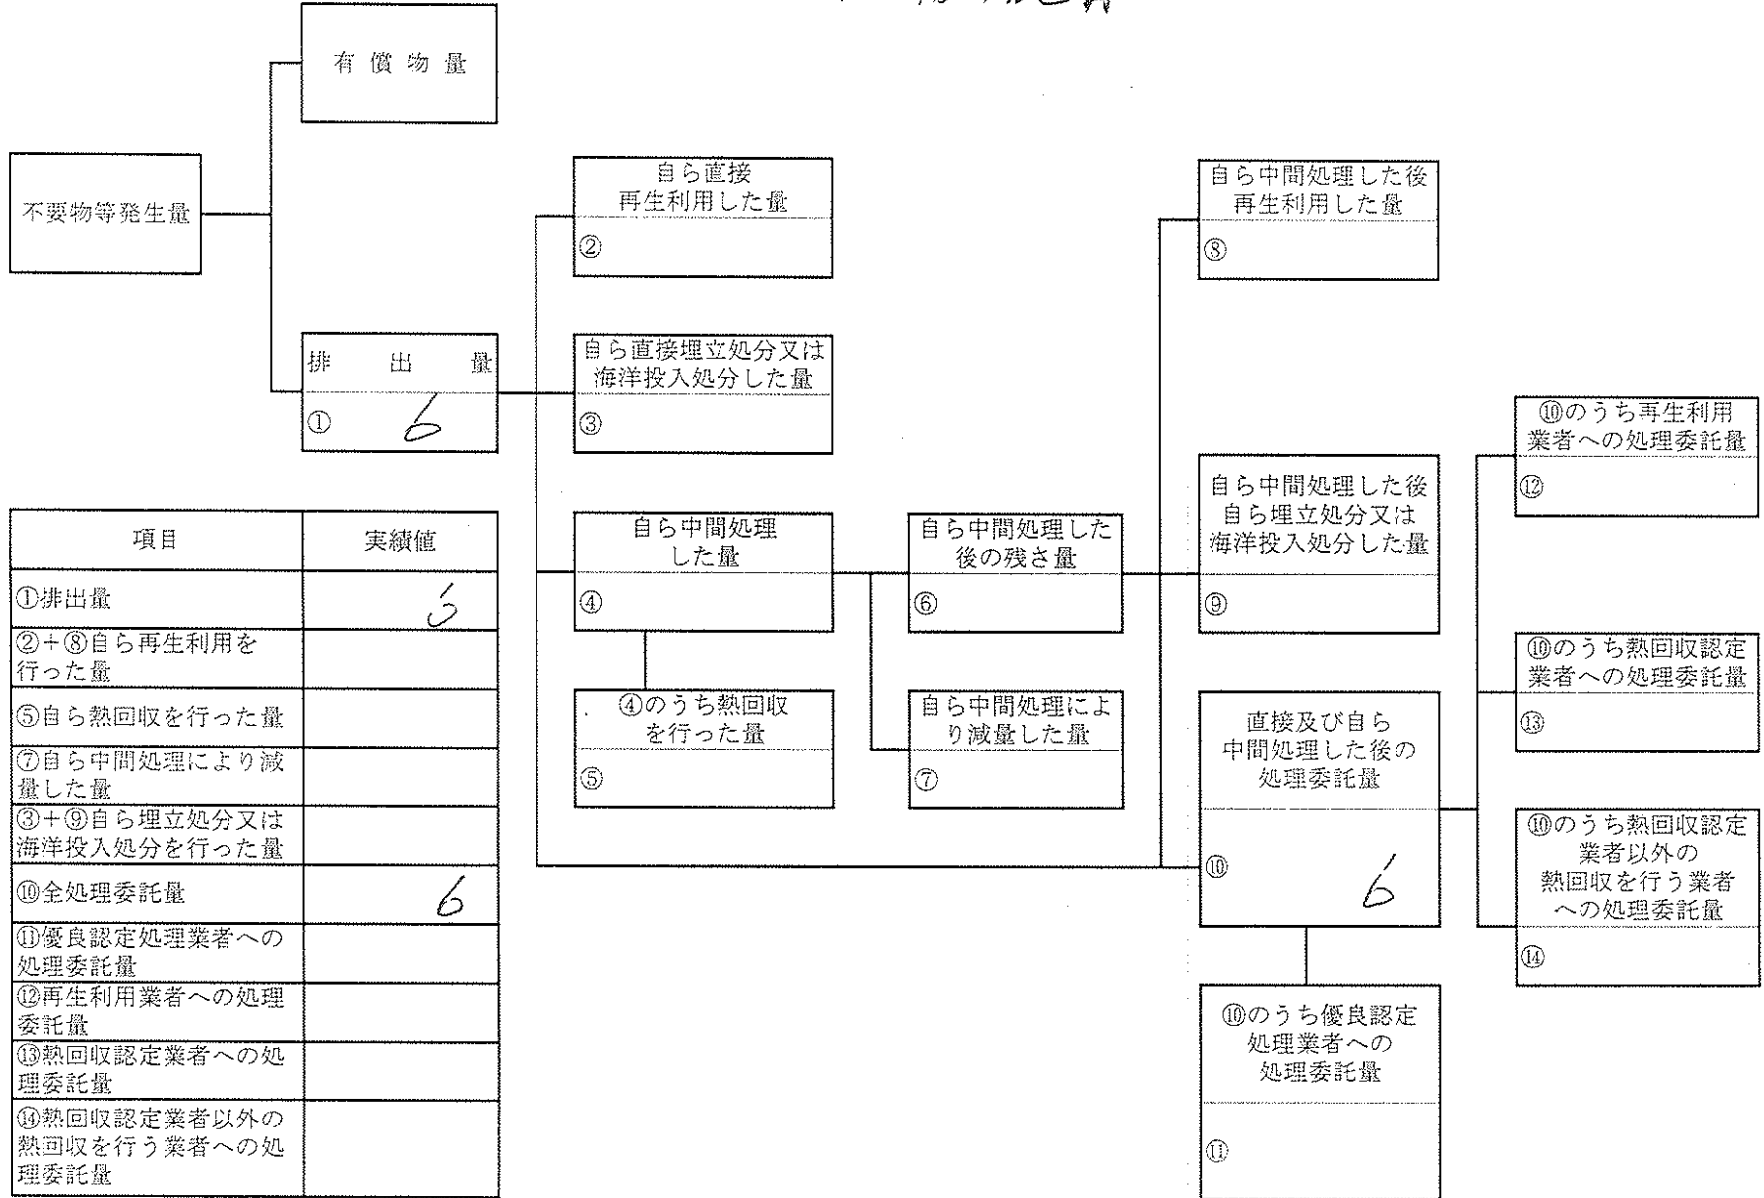 有償物量
不要物等発生量
自ら直接
再生利用した量
②
自ら中間処理した後
再生利用した量
⑧
排出量
① 6
自ら直接埋立処分又は
海洋投入処分した量
③
⑩のうち再生利用
業者への処理委託量
⑫
自ら中間処理
した量
④
自ら中間処理した
後の残さ量
⑥
自ら中間処理した後
自ら埋立処分又は
海洋投入処分した量
⑨
⑩のうち熱回収認定
業者への処理委託量
⑬
④のうち熱回収
を行った量
⑤
自ら中間処理によ
り減量した量
⑦
直接及び自ら
中間処理した後の
処理委託量
⑩ 6
⑩のうち熱回収認定
業者以外の
熱回収を行う業者
への処理委託量
⑭
⑩のうち優良認定
処理業者への
処理委託量
⑪
項目 実績値
①排出量 6
②+⑧自ら再生利用を
行った量
⑤自ら熱回収を行った量
⑦自ら中間処理により減
量した量
③+⑨自ら埋立処分又は
海洋投入処分を行った量
⑩全処理委託量 6
⑪優良認定処理業者への
処理委託量
⑫再生利用業者への処理
委託量
⑬熱回収認定業者への処
理委託量
⑭熱回収認定業者以外の
熱回収を行う業者への処
理委託量